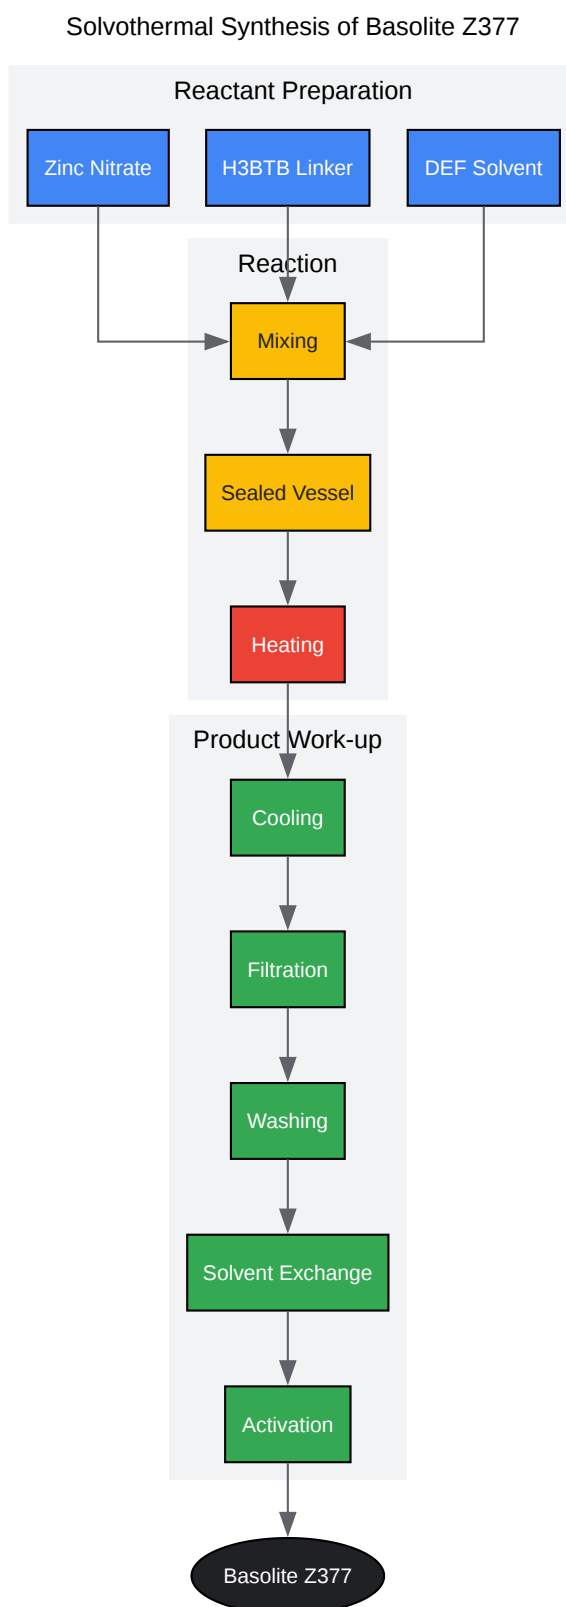 Solvothermal Synthesis of Basolite Z377
Reactant Preparation
Zinc Nitrate
H3BTB Linker
DEF Solvent
Reaction
Mixing
Sealed Vessel
Heating
Product Work-up
Cooling
Filtration
Washing
Solvent Exchange
Activation
Basolite Z377